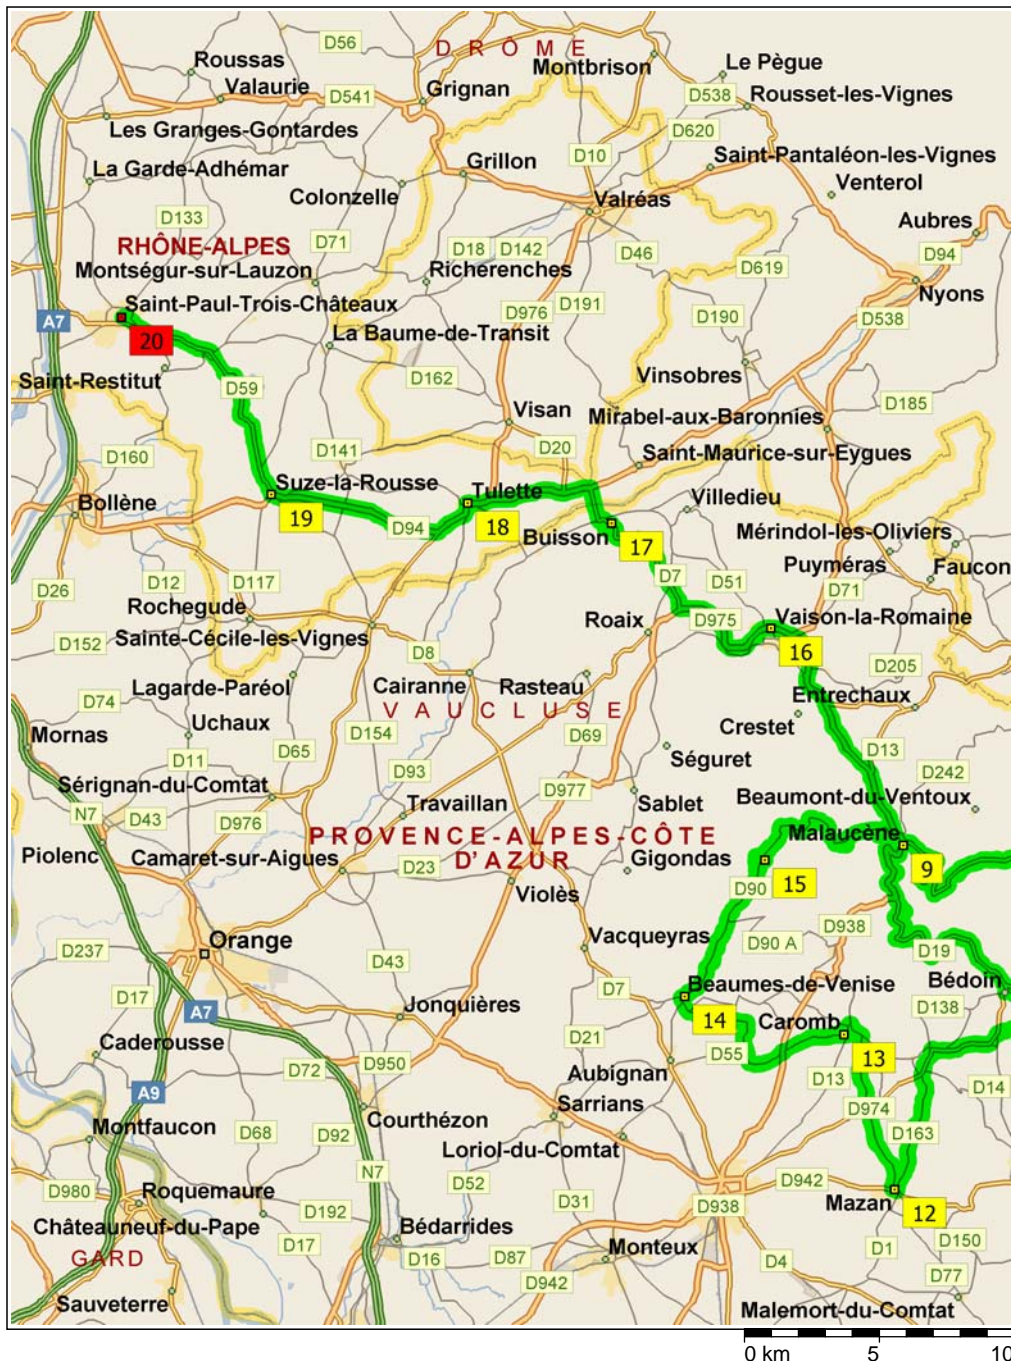 D56
DRÔME
Roussas
Montbrison
Le Pègue
Valaurie
D541
Grignan
D538
Rousset-les-Vignes
Les Granges-Gontardes
D620
La Garde-Adhémar
Grillon
D10
Saint-Pantaléon-les-Vignes
Colonzelle
Valréas
Venterol
D133
Aubres
RHÔNE-ALPES
D71
D18
D142
D46
D94
Montségur-sur-Lauzon
Richerenches
D619
Nyons
Saint-Paul-Trois-Châteaux
D976
D191
A7
20
La Baume-de-Transit
D190
D538
Saint-Restitut
D59
D162
Vinsobres
Visan
Mirabel-aux-Baronnies
D185
D160
D141
D20
Saint-Maurice-sur-Eygues
Suze-la-Rousse
Tulette
Villedieu
Bollène
19
D94
18
Buisson
17
Mérindol-les-Oliviers
Puyméras
Faucon
D26
D12
D117
D7
D51
D71
Rochegude
Roaix
D975
Vaison-la-Romaine
D152
Sainte-Cécile-les-Vignes
D8
16
D205
Lagarde-Paréol
Cairanne
Rasteau
Entrechaux
D74
VAUCLUSE
Uchaux
Crestet
Mornas
D154
D69
D11
D65
Séguret
D13
D93
D242
Sérignan-du-Comtat
D977
Sablet
Beaumont-du-Ventoux
Travaillan
N7
D43
D976
PROVENCE-ALPES-CÔTE
D'AZUR
Malaucène
Piolenc
Camaret-sur-Aigues
D23
Gigondas
9
Violès
D90
15
Orange
Vacqueyras
D938
D237
D90 A
D19
D43
Bédoin
D17
Jonquières
D7
Beaumes-de-Venise
D138
A7
14
Caromb
Caderousse
D21
D72
D950
D55
13
Aubignan
D13
D14
A9
Courthézon
Sarrians
D974
Montfaucon
D68
D92
D163
Loriol-du-Comtat
N7
D980
Roquemaure
D52
D942
D192
D31
D938
Mazan
12
Châteauneuf-du-Pape
Bédarrides
GARD
D17
D16
D87
Monteux
D1
D150
D942
D4
D77
Sauveterre
Malemort-du-Comtat
0 km 5 10